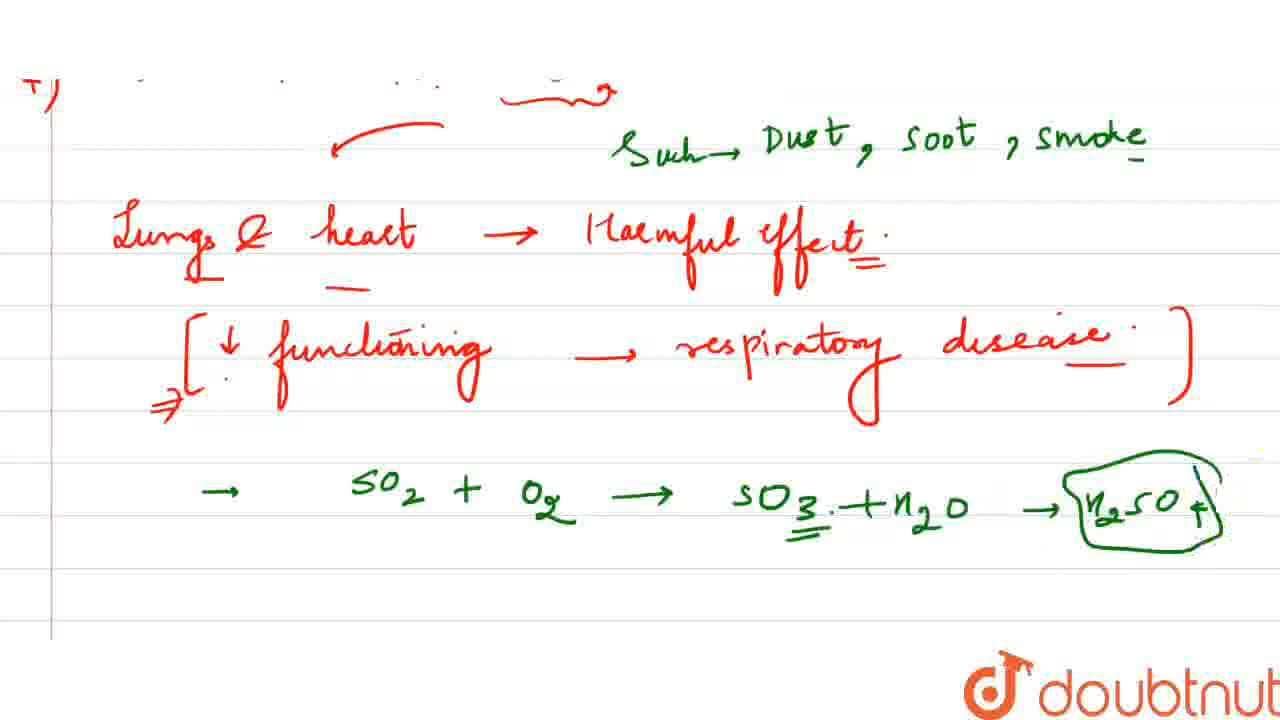 Such → Dust, soot, smoke
Lungs & heart → Harmful effect.
[↓ functioning → respiratory disease.]
→ SO2 + O2 → SO3 + H2O → H2SO4
doubtnut